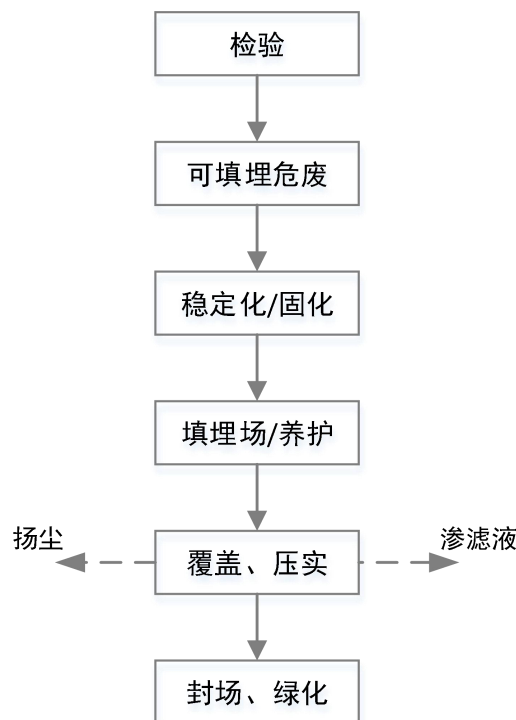 检验
可填埋危废
稳定化/固化
填埋场/养护
扬尘
渗滤液
覆盖、压实
封场、绿化